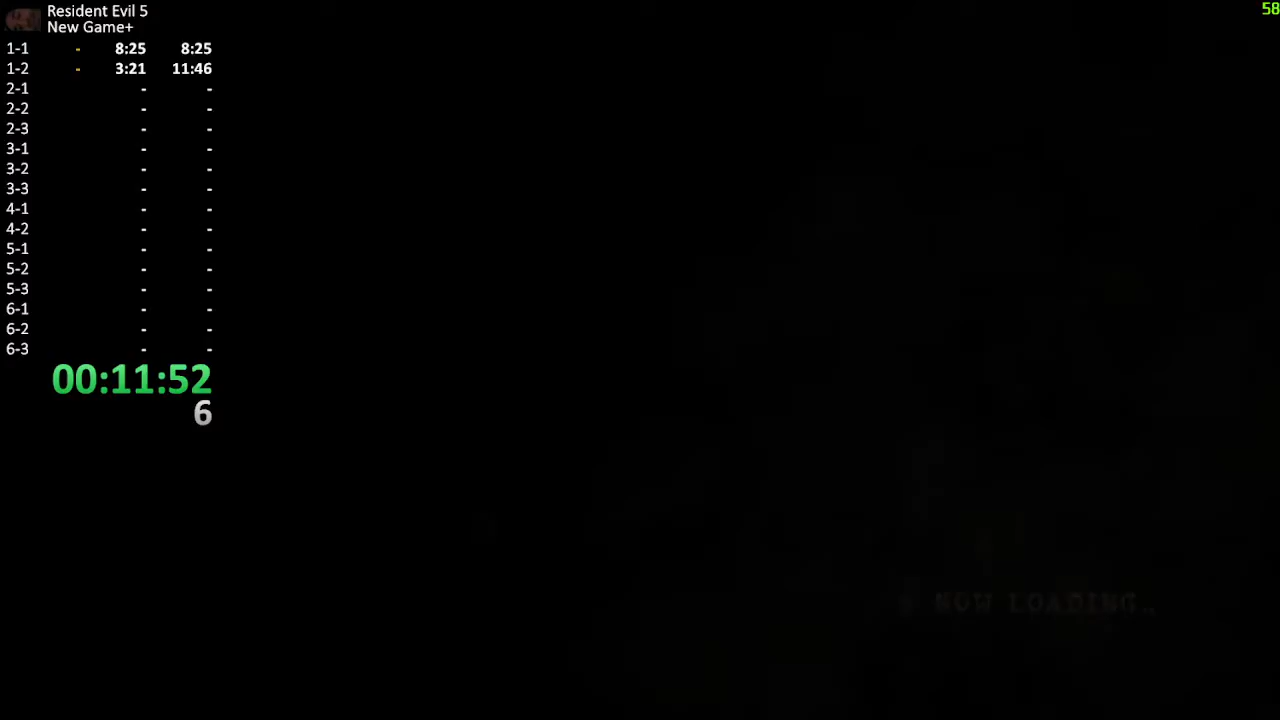 Resident Evil 5
New Game+
58
1-1 - 8:25 8:25
1-2 - 3:21 11:46
2-1 - -
2-2 - -
2-3 - -
3-1 - -
3-2 - -
3-3 - -
4-1 - -
4-2 - -
5-1 - -
5-2 - -
5-3 - -
6-1 - -
6-2 - -
6-3 - -
00:11:52
6
NOW LOADING..